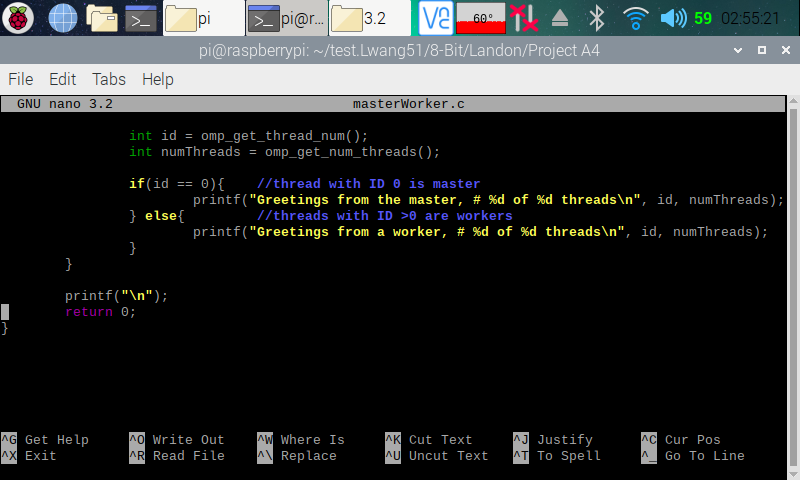 pi
pi@r...
3.2
60°
59
02:55:21
pi@raspberrypi: ~/test.Lwang51/8-Bit/Landon/Project A4
File Edit Tabs Help
GNU nano 3.2 masterWorker.c
int id = omp_get_thread_num();
int numThreads = omp_get_num_threads();
if(id == 0){ //thread with ID 0 is master
printf("Greetings from the master, # %d of %d threads\n", id, numThreads);
} else{ //threads with ID >0 are workers
printf("Greetings from a worker, # %d of %d threads\n", id, numThreads);
}
}
printf("\n");
return 0;
}
^G Get Help ^O Write Out ^W Where Is ^K Cut Text ^J Justify ^C Cur Pos
^X Exit ^R Read File ^\ Replace ^U Uncut Text ^T To Spell ^_ Go To Line